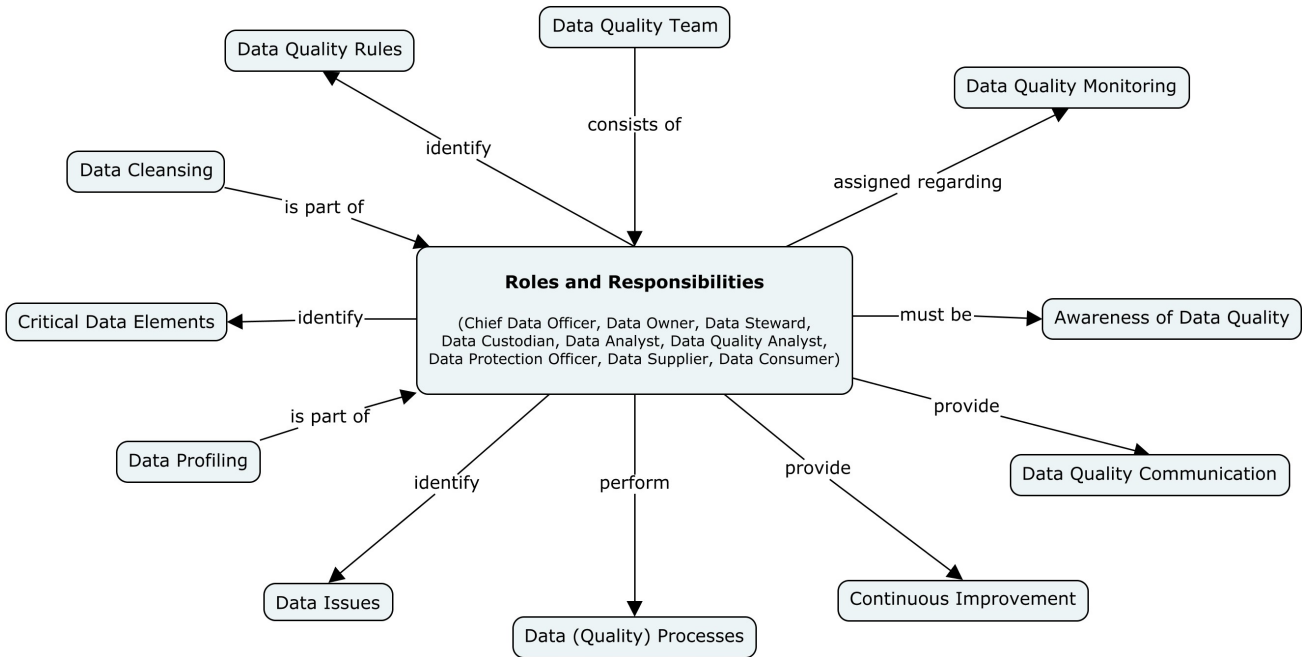 Data Quality Team
Data Quality Rules
Data Quality Monitoring
consists of
identify
Data Cleansing
assigned regarding
is part of
Roles and Responsibilities
(Chief Data Officer, Data Owner, Data Steward,
Data Custodian, Data Analyst, Data Quality Analyst,
Data Protection Officer, Data Supplier, Data Consumer)
Critical Data Elements
identify
must be
Awareness of Data Quality
is part of
provide
Data Profiling
Data Quality Communication
identify
perform
provide
Data Issues
Continuous Improvement
Data (Quality) Processes